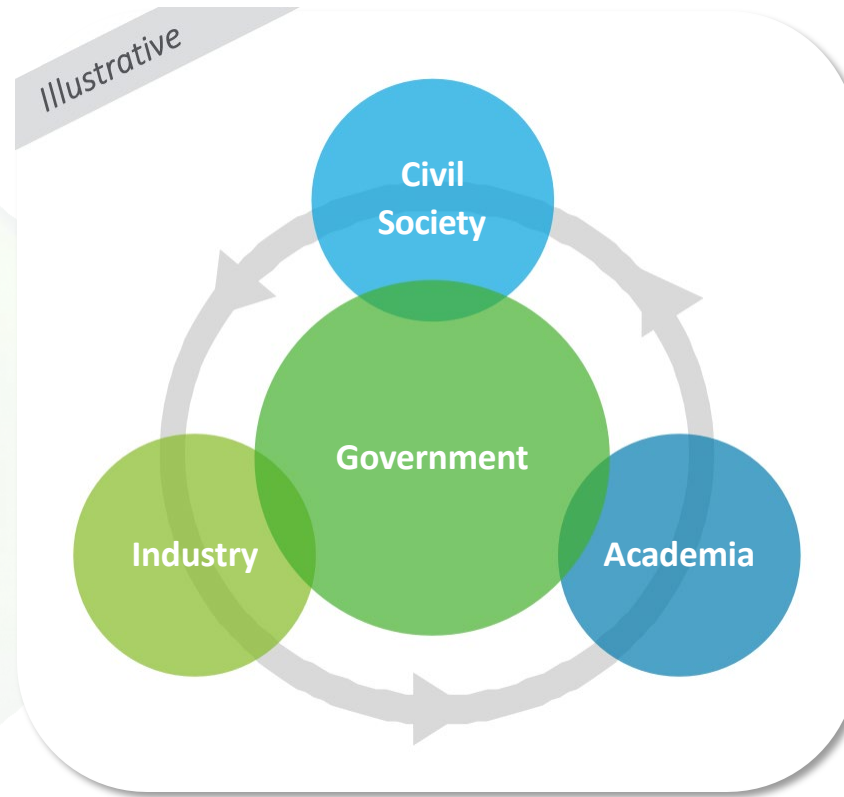 Illustrative
Civil
Society
Government
Industry
Academia